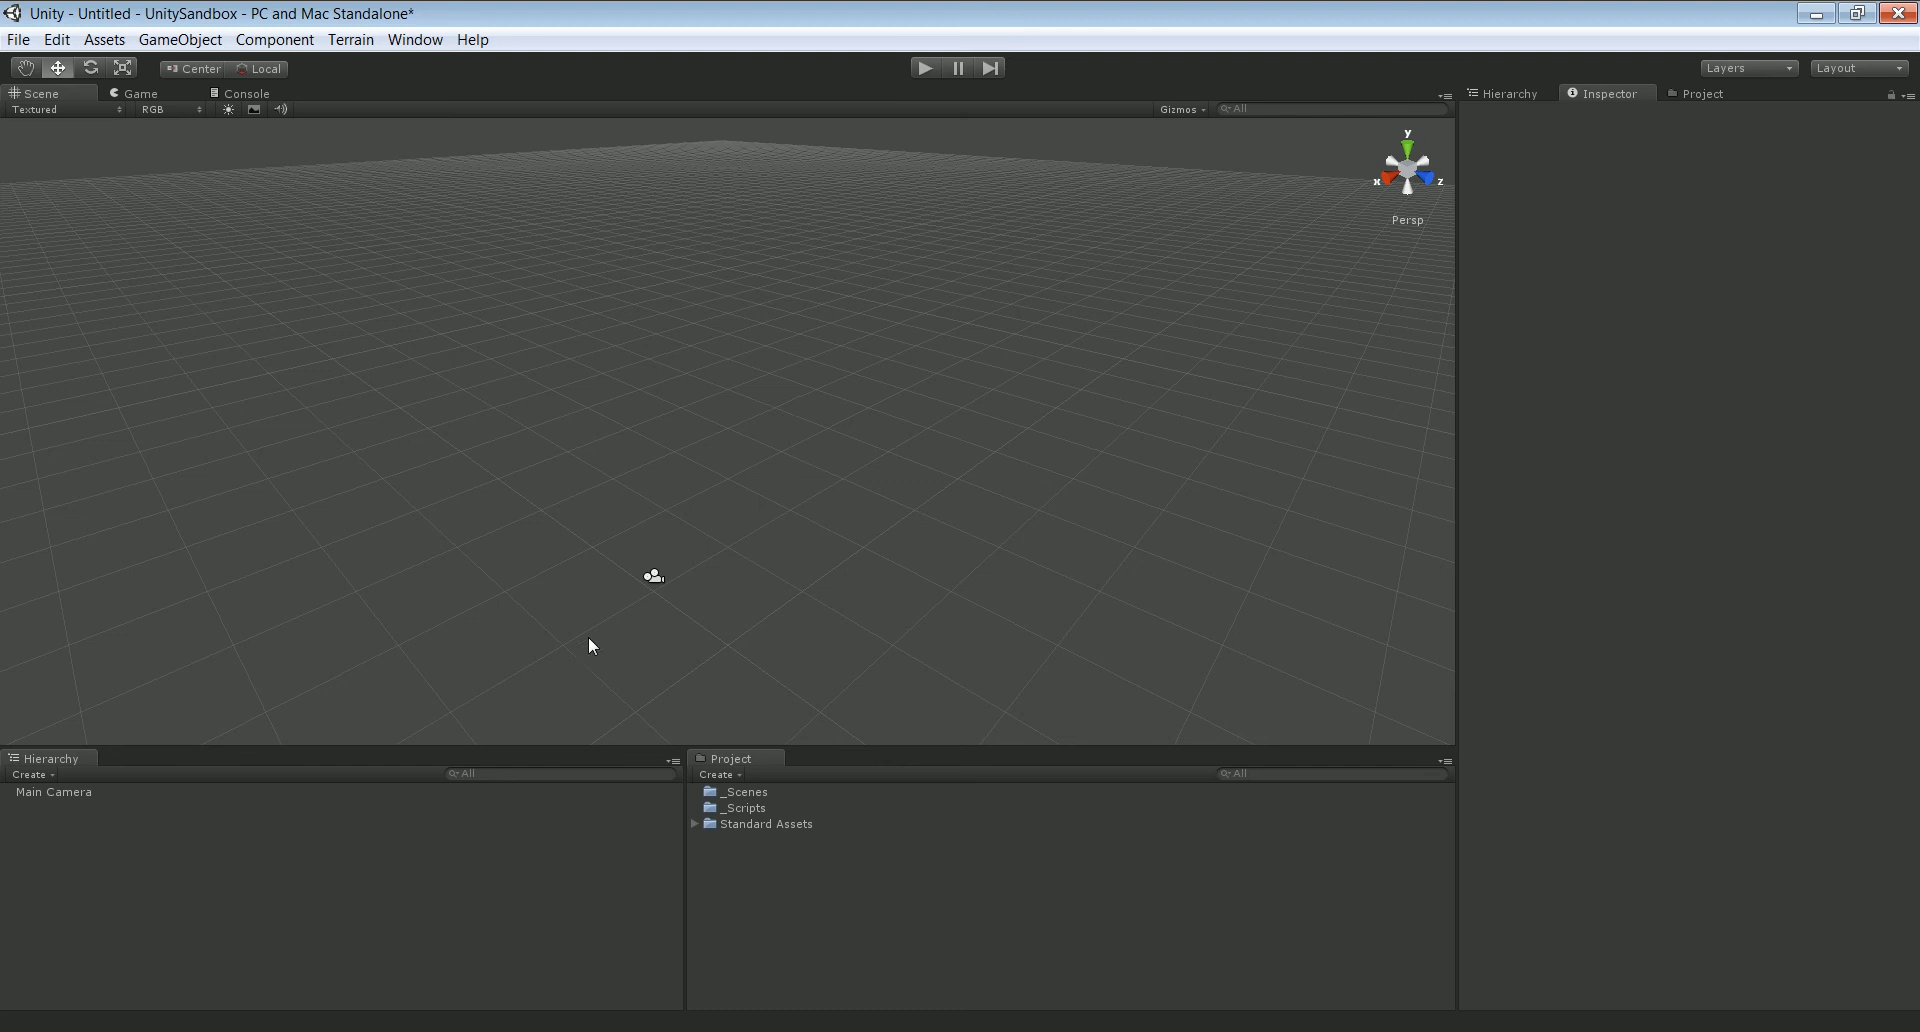 Unity - Untitled - UnitySandbox - PC and Mac Standalone*
File Edit Assets GameObject Component Terrain Window Help
Center Local Layers Layout
Scene Game Console Hierarchy Inspector Project
Textured RGB Gizmos All
y
x z
Persp
Hierarchy Project
Create All Create All
Main Camera _Scenes
_Scripts
Standard Assets